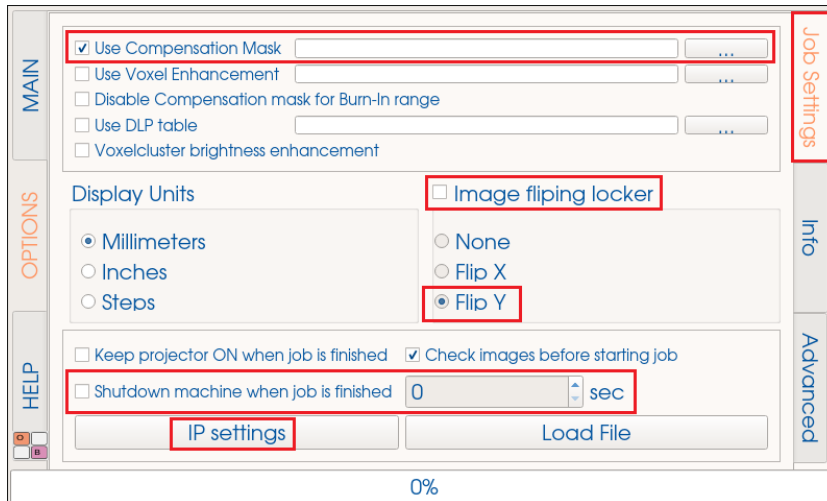 MAIN
OPTIONS
HELP
O
B
Use Compensation Mask ...
Use Voxel Enhancement ...
Disable Compensation mask for Burn-In range
Use DLP table ...
Voxelcluster brightness enhancement
Display Units
Millimeters
Inches
Steps
Image fliping locker
None
Flip X
Flip Y
Keep projector ON when job is finished Check images before starting job
Shutdown machine when job is finished 0 sec
IP settings Load File
0%
Job Settings
Info
Advanced